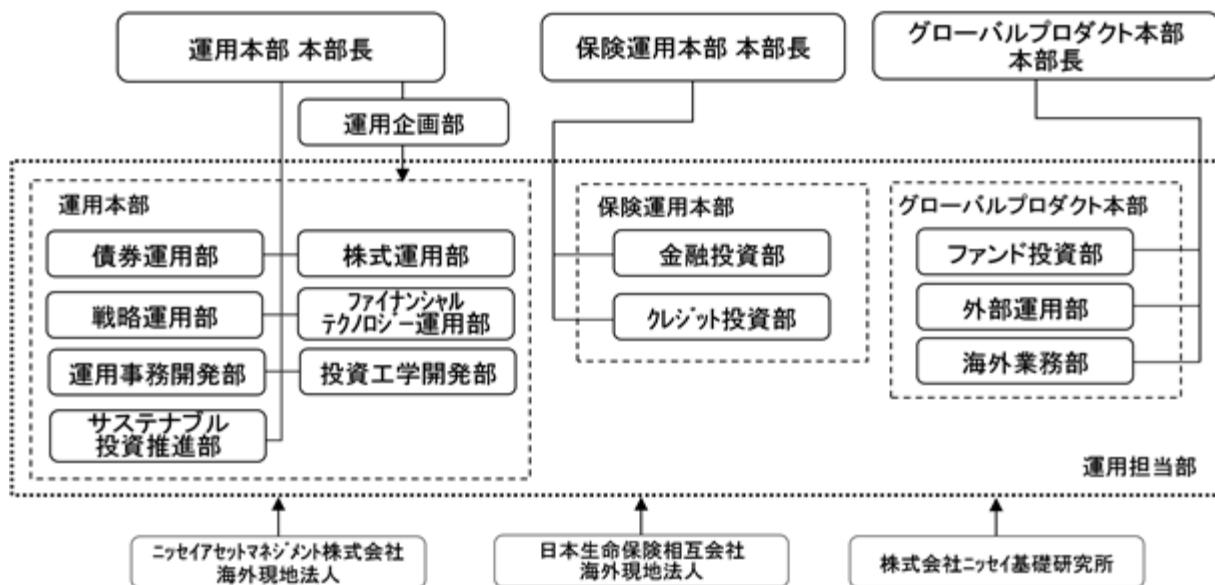 運用本部 本部長
保険運用本部 本部長
グローバルプロダクト本部
本部長
運用企画部
運用本部
債券運用部
株式運用部
戦略運用部
ファイナンシャル
テクノロジー運用部
運用事務開発部
投資工学開発部
サステナブル
投資推進部
保険運用本部
金融投資部
クレジット投資部
グローバルプロダクト本部
ファンド投資部
外部運用部
海外業務部
運用担当部
ニッセイアセットマネジメント株式会社
海外現地法人
日本生命保険相互会社
海外現地法人
株式会社ニッセイ基礎研究所